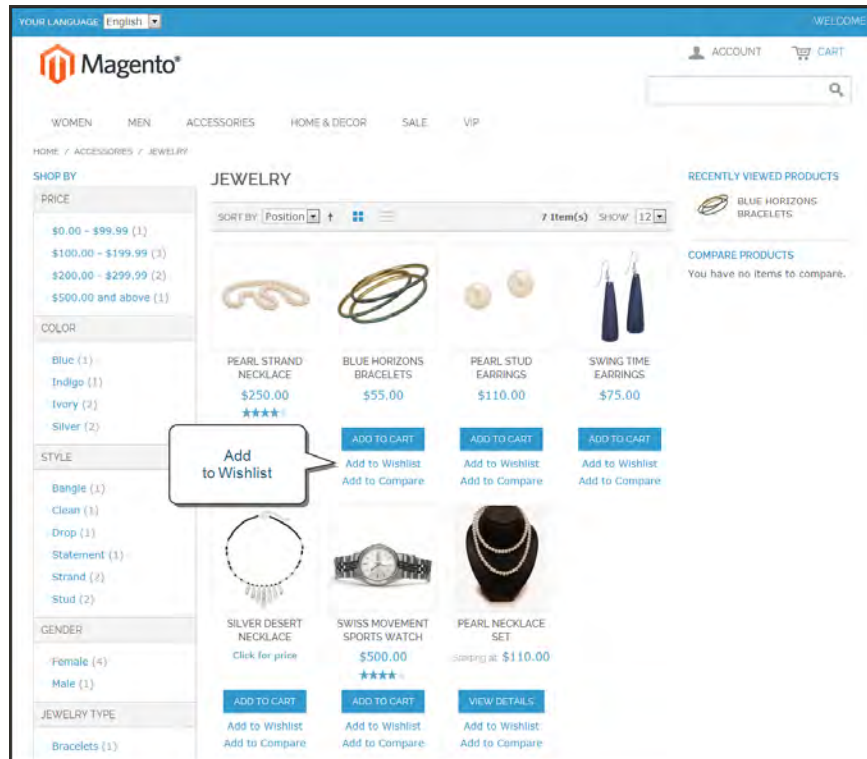 YOUR LANGUAGE: English
WELCOME
Magento®
ACCOUNT
CART
WOMEN MEN ACCESSORIES HOME & DECOR SALE VIP
HOME / ACCESSORIES / JEWELRY
SHOP BY
PRICE
$0.00 - $99.99 (1)
$100.00 - $199.99 (3)
$200.00 - $299.99 (2)
$500.00 and above (1)
COLOR
Blue (1)
Indigo (1)
Ivory (2)
Silver (2)
STYLE
Bangle (1)
Clean (1)
Drop (1)
Statement (1)
Strand (2)
Stud (2)
GENDER
Female (4)
Male (1)
JEWELRY TYPE
Bracelets (1)
JEWELRY
SORT BY Position 7 Item(s) SHOW 12
PEARL STRAND
NECKLACE
$250.00
BLUE HORIZONS
BRACELETS
$55.00
ADD TO CART
Add to Wishlist
Add to Compare
PEARL STUD
EARRINGS
$110.00
ADD TO CART
Add to Wishlist
Add to Compare
SWING TIME
EARRINGS
$75.00
ADD TO CART
Add to Wishlist
Add to Compare
Add
to Wishlist
SILVER DESERT
NECKLACE
Click for price
ADD TO CART
Add to Wishlist
Add to Compare
SWISS MOVEMENT
SPORTS WATCH
$500.00
ADD TO CART
Add to Wishlist
Add to Compare
PEARL NECKLACE
SET
Starting at: $110.00
VIEW DETAILS
Add to Wishlist
Add to Compare
RECENTLY VIEWED PRODUCTS
BLUE HORIZONS
BRACELETS
COMPARE PRODUCTS
You have no items to compare.